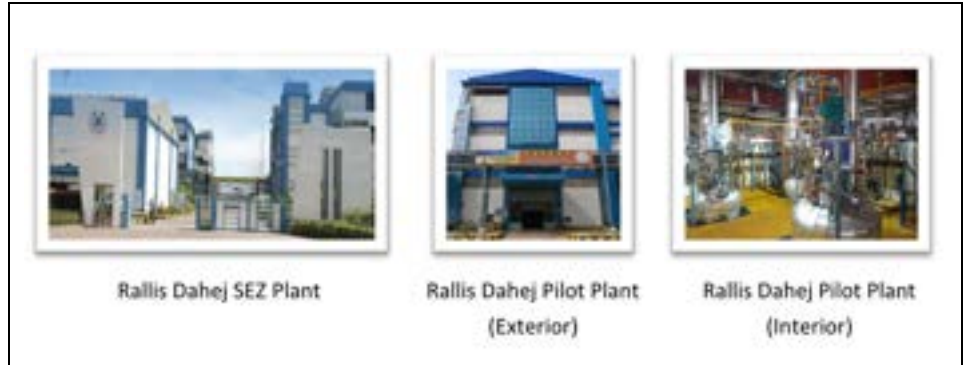 Rallis Dahej SEZ Plant
Rallis Dahej Pilot Plant
(Exterior)
Rallis Dahej Pilot Plant
(Interior)